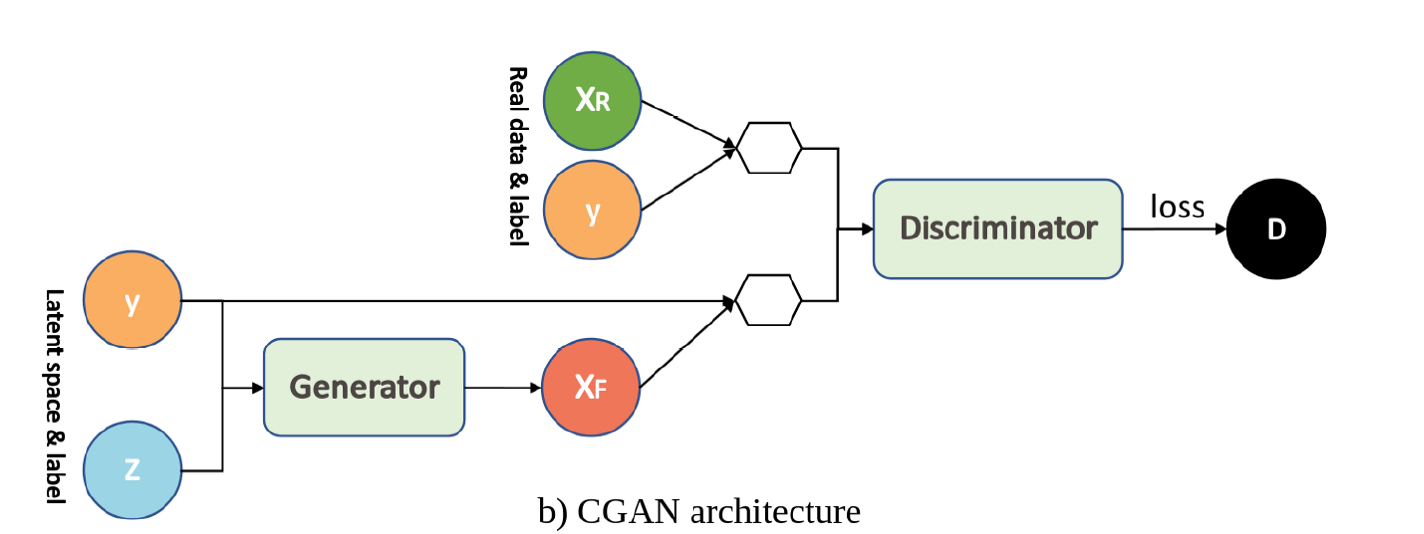 Real data & label
XR
y
Discriminator
loss
D
Latent space & label
y
Generator
XF
Z
b) CGAN architecture